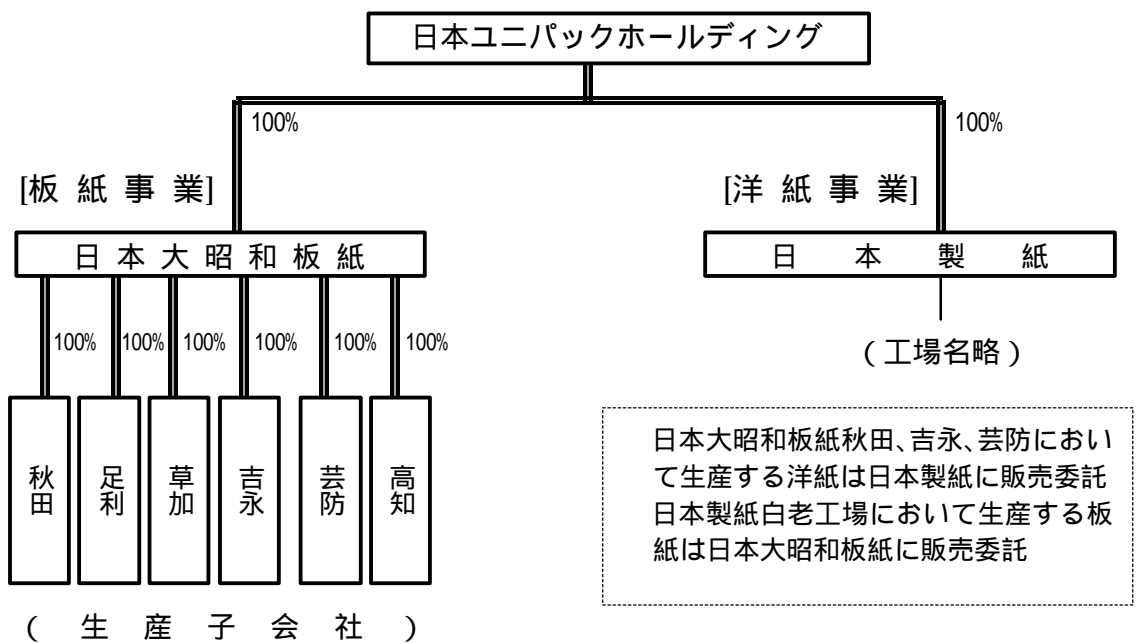 日本ユニパックホールディング
100%
100%
[板紙事業]
[洋紙事業]
日本大昭和板紙
日本製紙
100%
100%
100%
100%
100%
100%
(工場名略)
秋田
足利
草加
吉永
芸防
高知
日本大昭和板紙秋田、吉永、芸防におい
て生産する洋紙は日本製紙に販売委託
日本製紙白老工場において生産する板
紙は日本大昭和板紙に販売委託
(生産子会社)